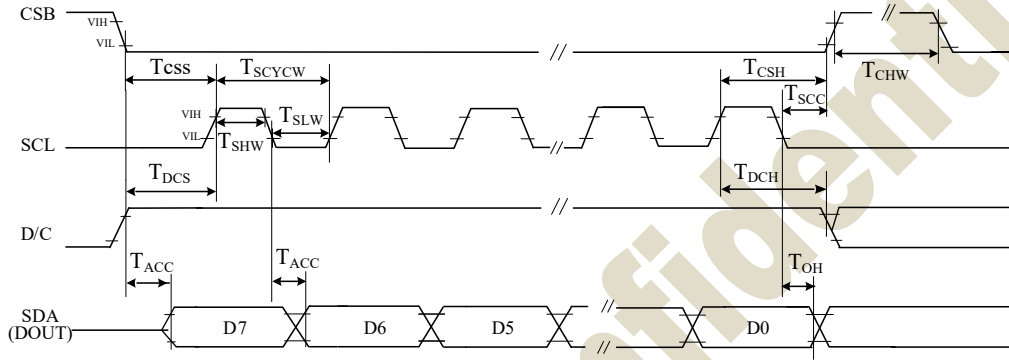 CSB
VIH
VIL
//
Tcss
TSCYCW
TCSH
TCHW
TSCC
//
SCL
VIH
VIL
TSHW
TSLW
//
TDCS
TDCH
D/C
//
TACC
TACC
TOH
SDA
(DOUT)
D7
D6
D5
//
//
D0